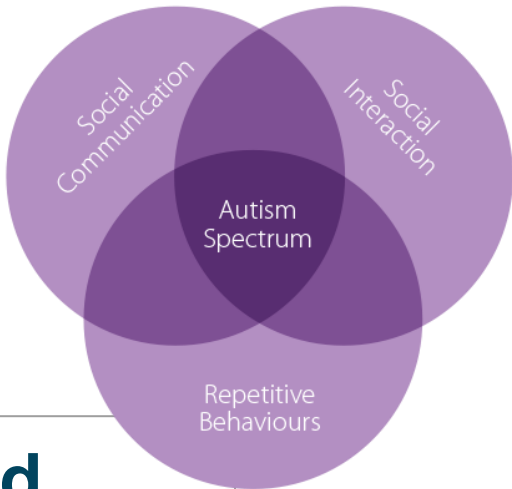 Social
Communication
Social
Interaction
Autism
Spectrum
Repetitive
Behaviours
d